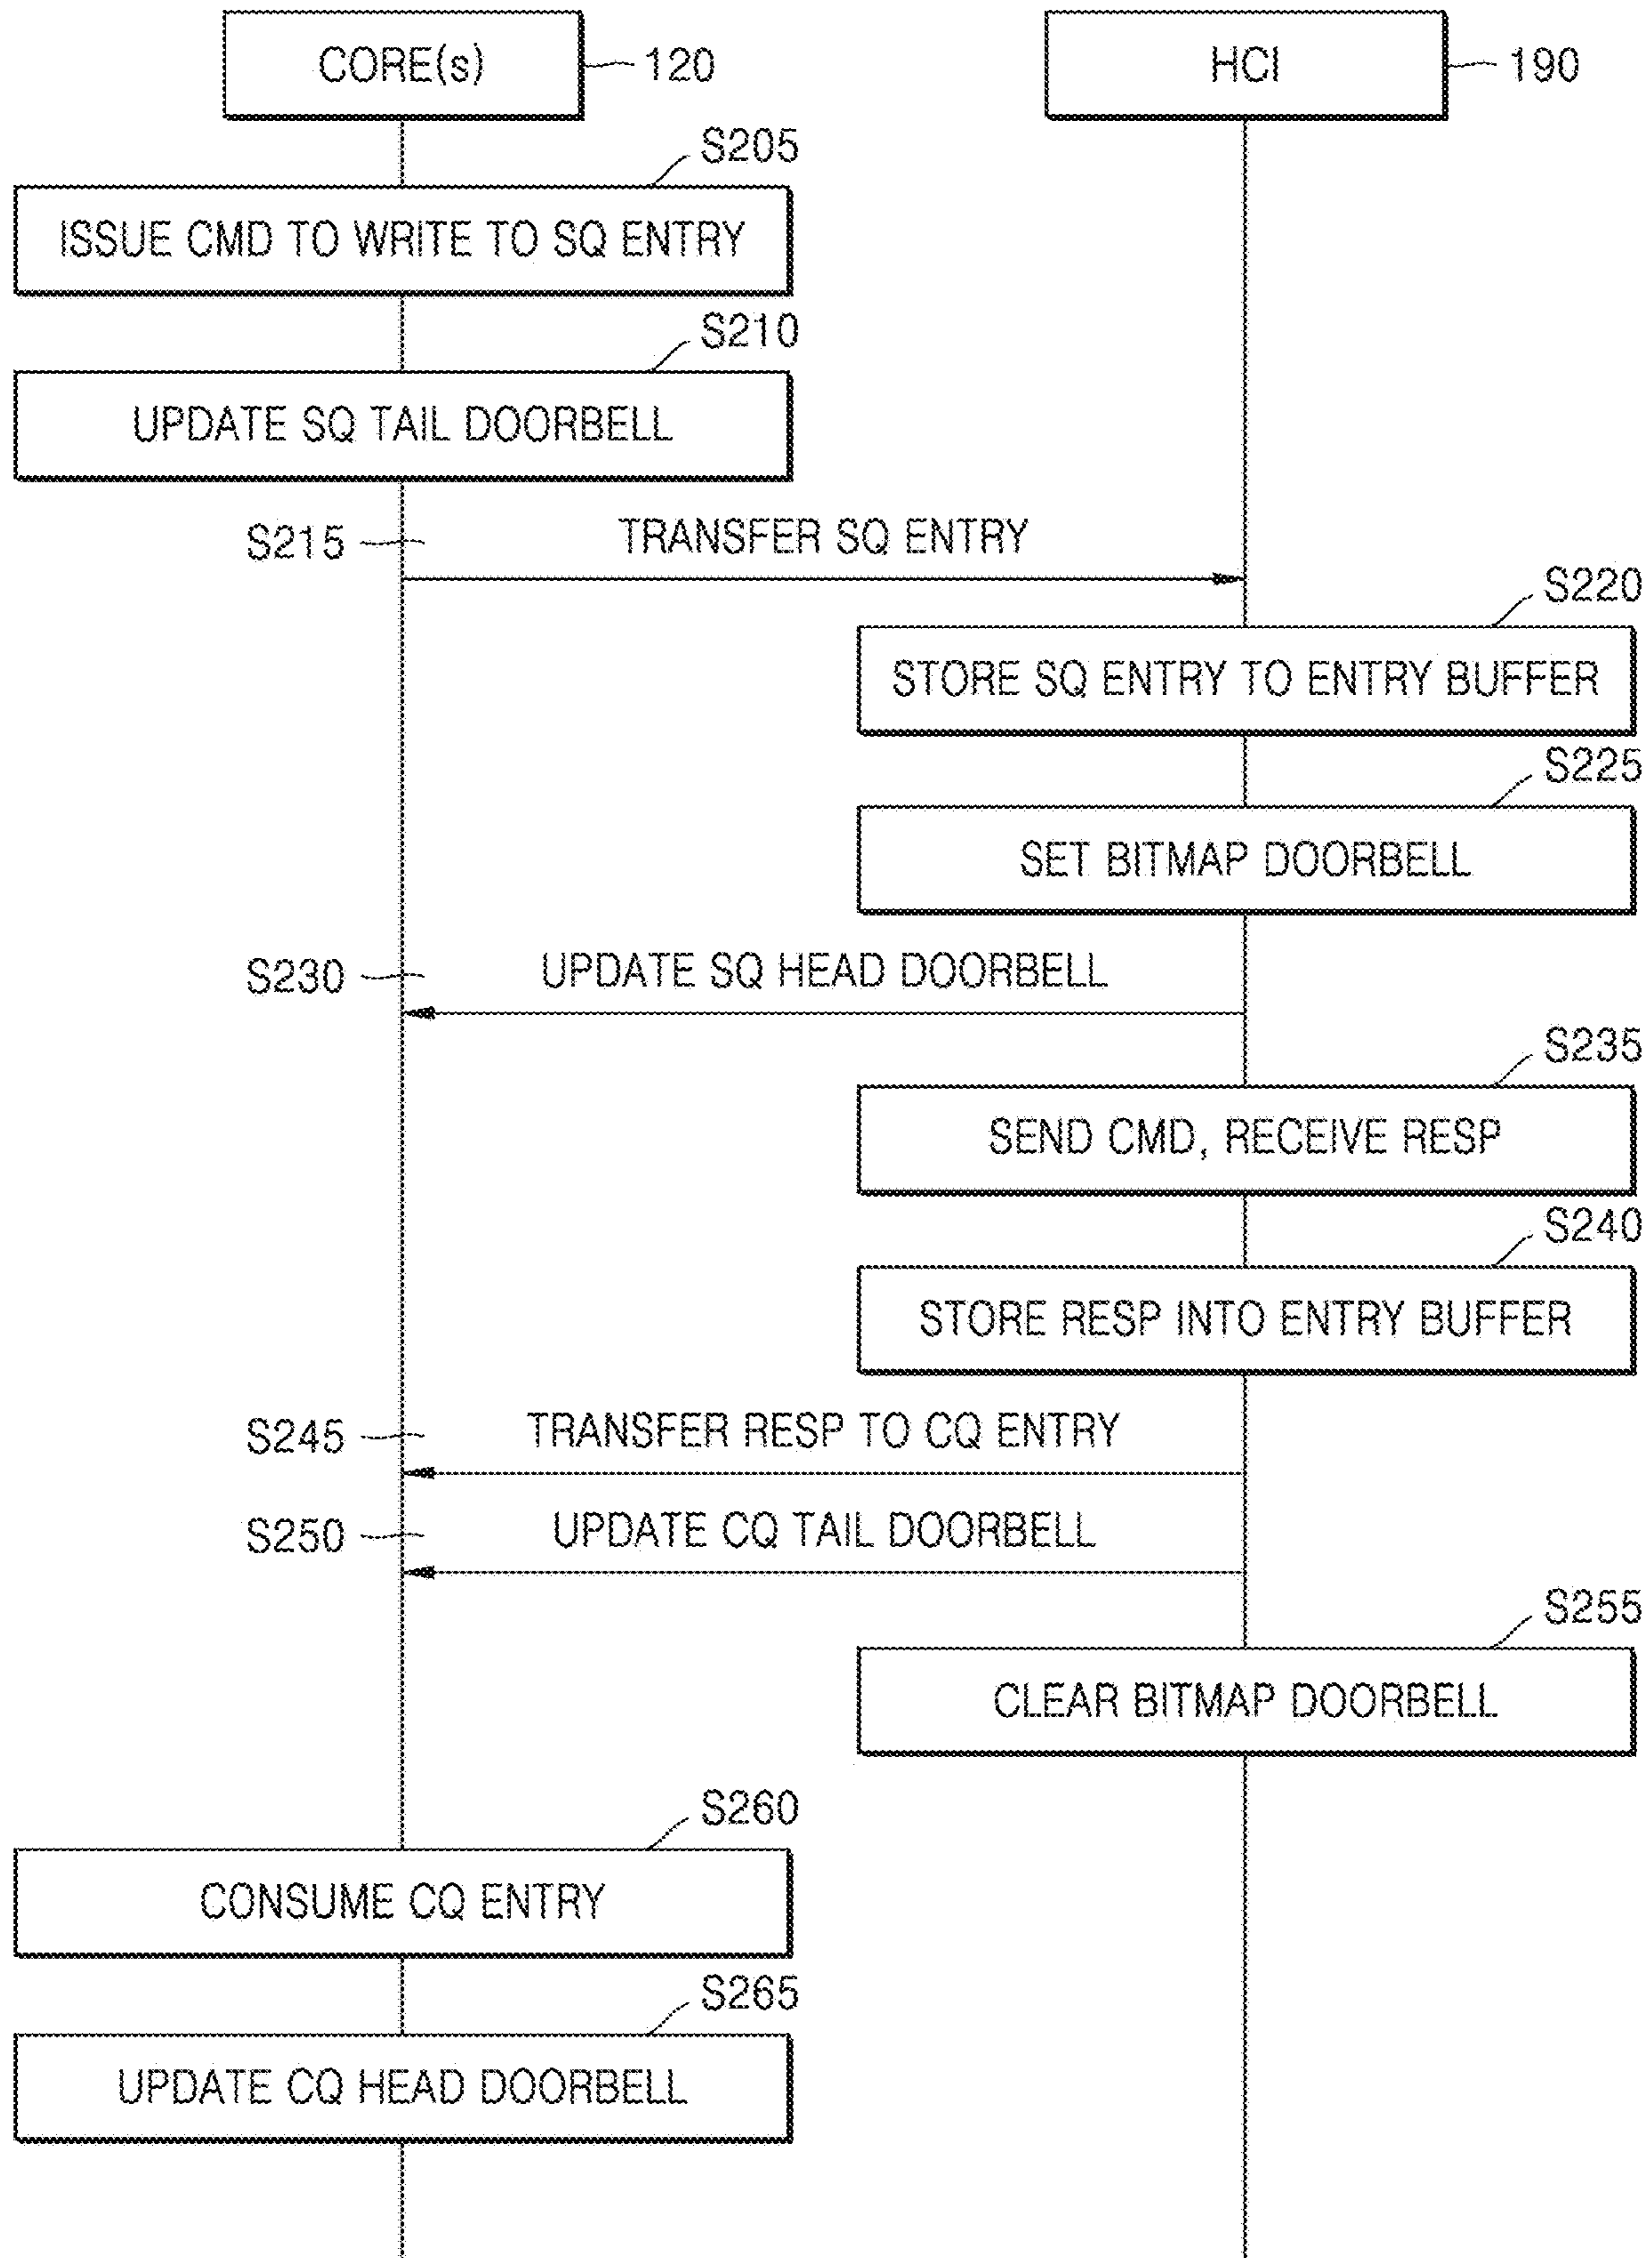 CORE(s) 120
HCI 190
S205
ISSUE CMD TO WRITE TO SQ ENTRY
S210
UPDATE SQ TAIL DOORBELL
S215 TRANSFER SQ ENTRY
S220
STORE SQ ENTRY TO ENTRY BUFFER
S225
SET BITMAP DOORBELL
S230 UPDATE SQ HEAD DOORBELL
S235
SEND CMD, RECEIVE RESP
S240
STORE RESP INTO ENTRY BUFFER
S245 TRANSFER RESP TO CQ ENTRY
S250 UPDATE CQ TAIL DOORBELL
S255
CLEAR BITMAP DOORBELL
S260
CONSUME CQ ENTRY
S265
UPDATE CQ HEAD DOORBELL